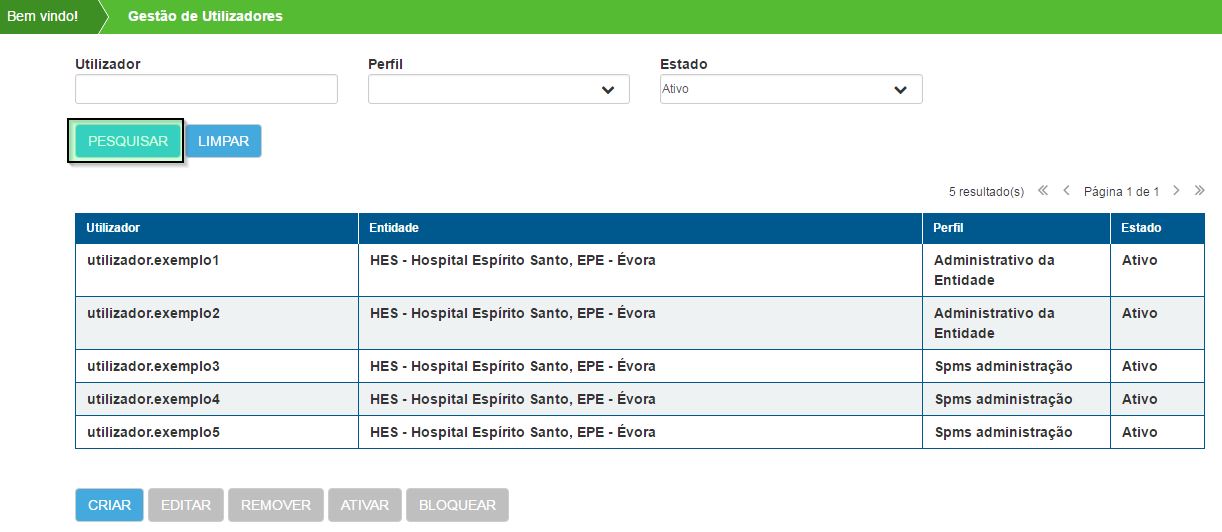 Bem vindo! Gestão de Utilizadores
Utilizador Perfil Estado
Ativo
PESQUISAR LIMPAR
5 resultado(s) Página 1 de 1
Utilizador Entidade Perfil Estado
utilizador.exemplo1 HES - Hospital Espírito Santo, EPE - Évora Administrativo da Ativo
Entidade
utilizador.exemplo2 HES - Hospital Espírito Santo, EPE - Évora Administrativo da Ativo
Entidade
utilizador.exemplo3 HES - Hospital Espírito Santo, EPE - Évora Spms administração Ativo
utilizador.exemplo4 HES - Hospital Espírito Santo, EPE - Évora Spms administração Ativo
utilizador.exemplo5 HES - Hospital Espírito Santo, EPE - Évora Spms administração Ativo
CRIAR EDITAR REMOVER ATIVAR BLOQUEAR